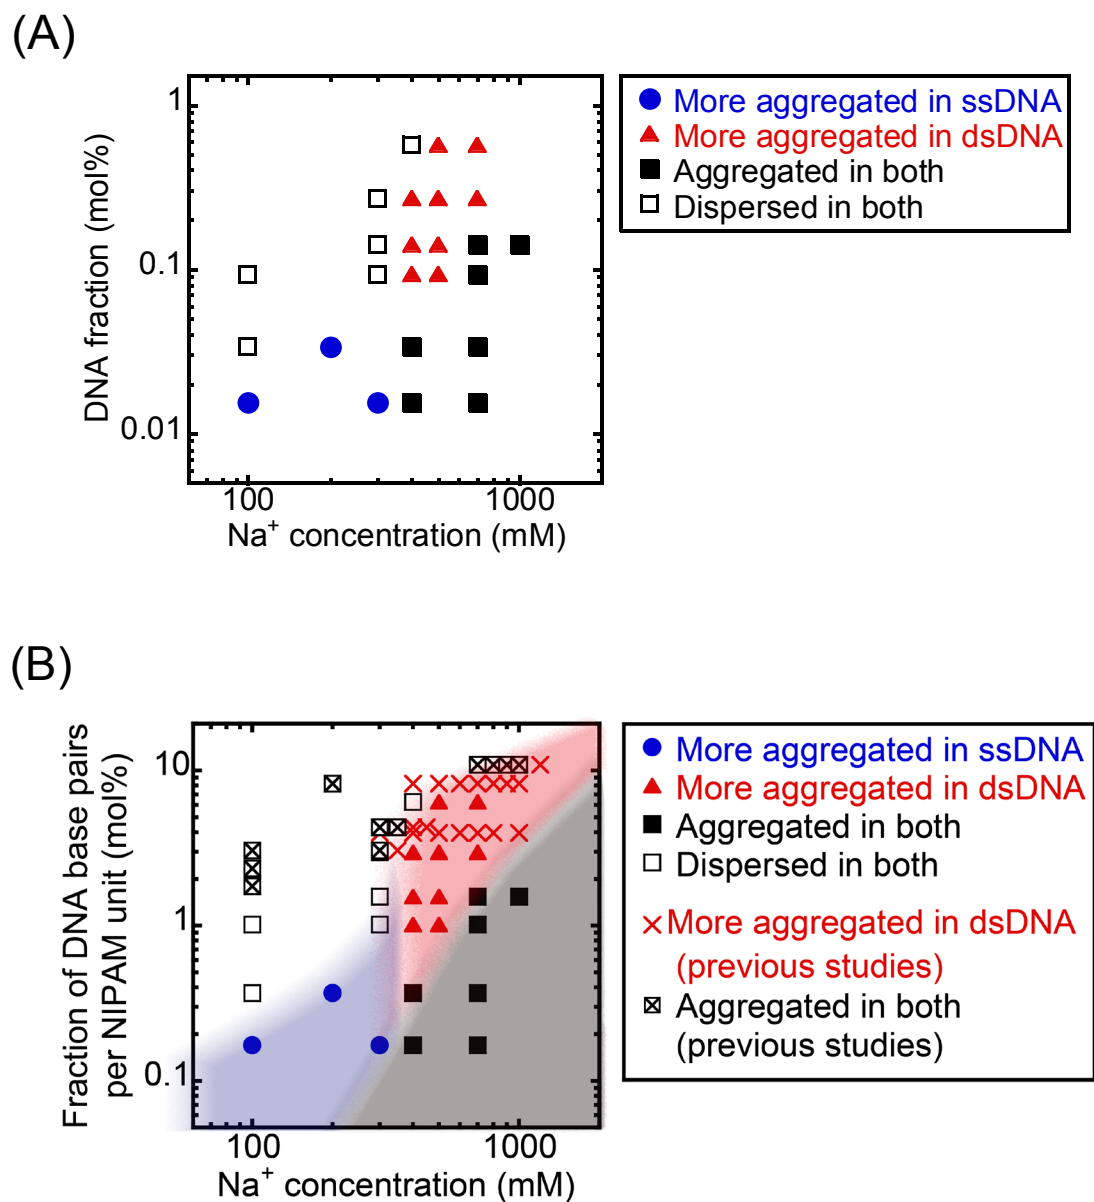 (A)
DNA fraction (mol%)
1
0.1
0.01
100
1000
Na⁺ concentration (mM)
More aggregated in ssDNA
More aggregated in dsDNA
Aggregated in both
Dispersed in both
(B)
Fraction of DNA base pairs
per NIPAM unit (mol%)
10
1
0.1
100
1000
Na⁺ concentration (mM)
More aggregated in ssDNA
More aggregated in dsDNA
Aggregated in both
Dispersed in both
More aggregated in dsDNA
(previous studies)
Aggregated in both
(previous studies)